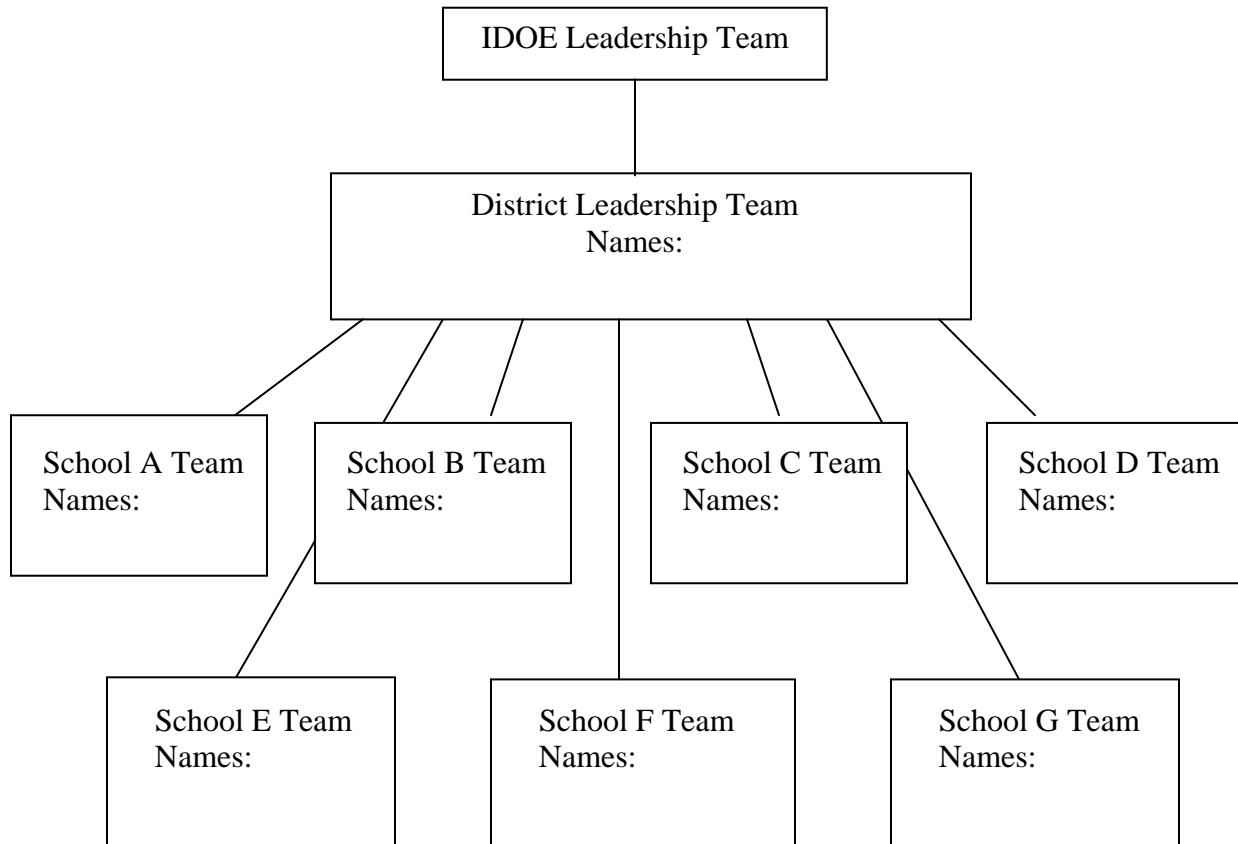 IDOE Leadership Team
District Leadership Team
Names:
School A Team
Names:
School B Team
Names:
School C Team
Names:
School D Team
Names:
School E Team
Names:
School F Team
Names:
School G Team
Names: